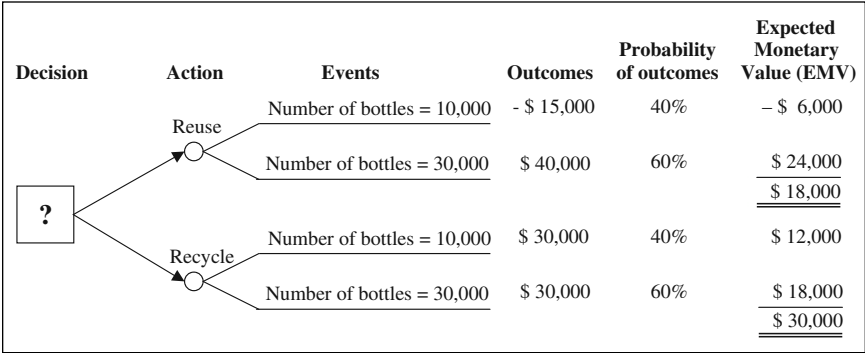 Decision Action Events Outcomes Probability of outcomes Expected Monetary Value (EMV)
Reuse
Number of bottles = 10,000 - $ 15,000 40% – $ 6,000
Number of bottles = 30,000 $ 40,000 60% $ 24,000
$ 18,000
?
Recycle
Number of bottles = 10,000 $ 30,000 40% $ 12,000
Number of bottles = 30,000 $ 30,000 60% $ 18,000
$ 30,000